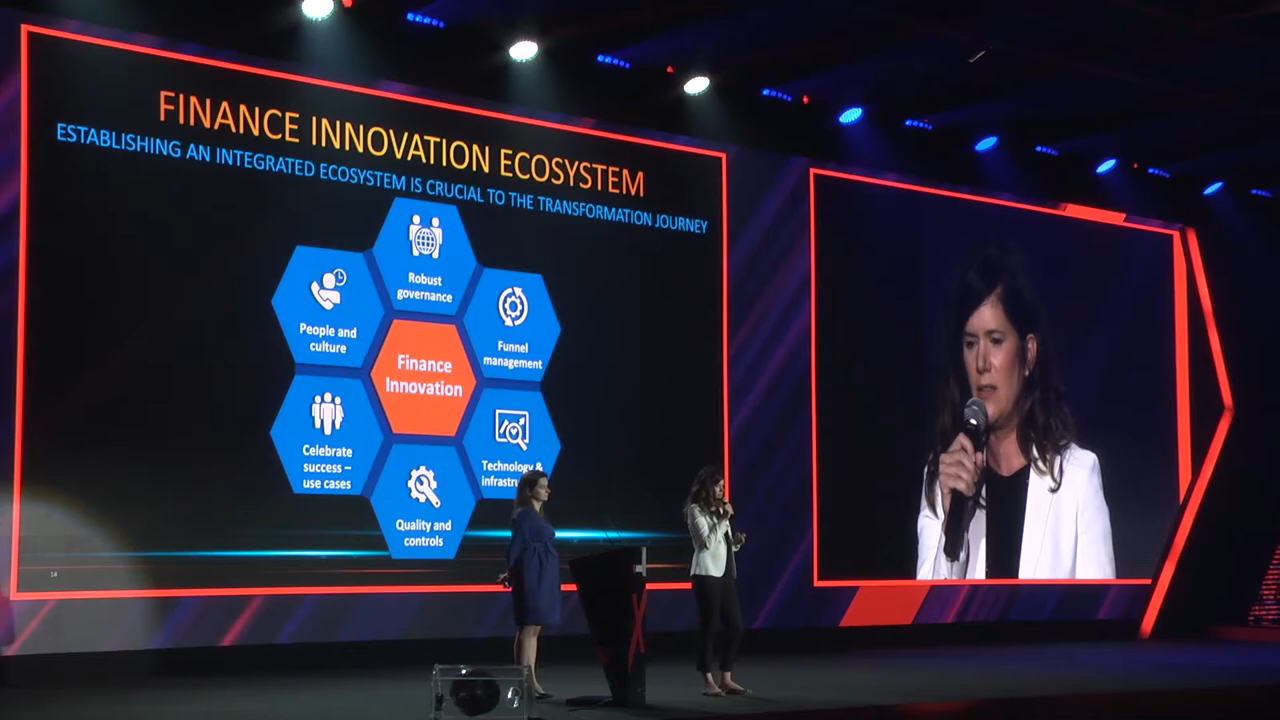 FINANCE INNOVATION ECOSYSTEM
ESTABLISHING AN INTEGRATED ECOSYSTEM IS CRUCIAL TO THE TRANSFORMATION JOURNEY
Robust
governance
People and
culture
Funnel
management
Finance
Innovation
Celebrate
success –
use cases
Technology &
Quality and
controls
14
X